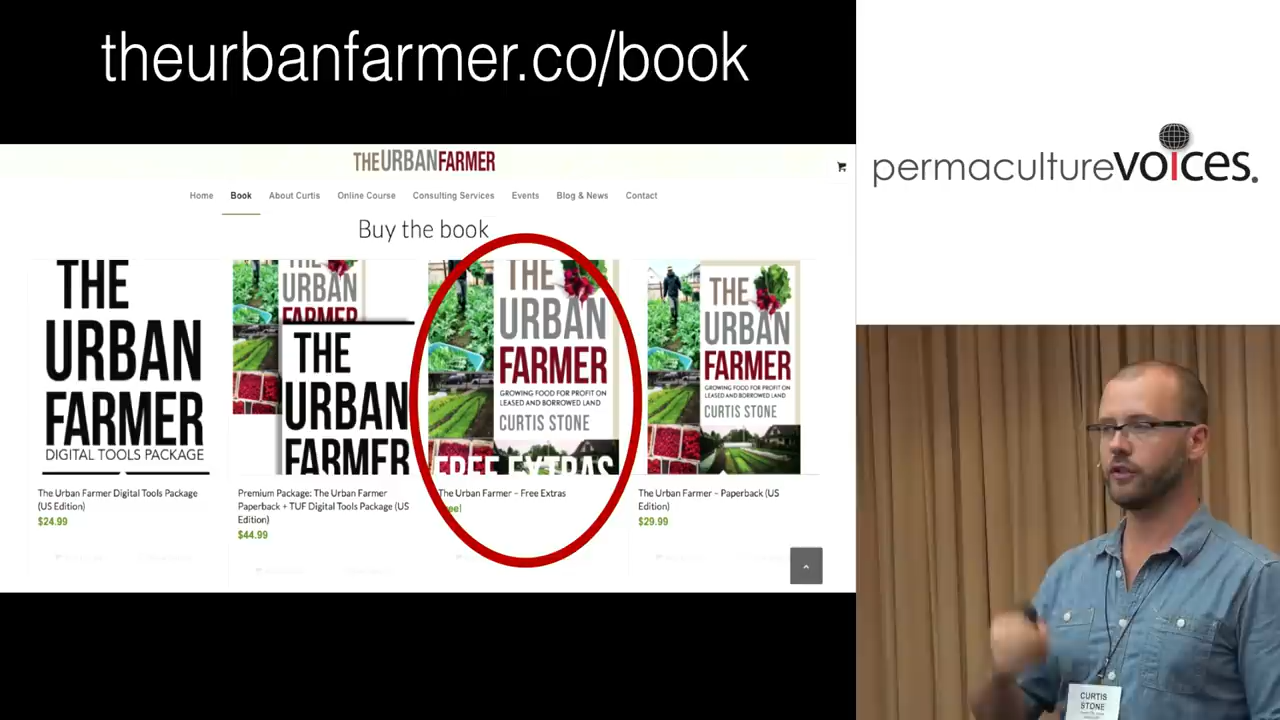 theurbanfarmer.co/book
THEURBANFARMER
Home Book About Curtis Online Course Consulting Services Events Blog & News Contact
Buy the book
THE
URBAN
FARMER
DIGITAL TOOLS PACKAGE
The Urban Farmer Digital Tools Package
(US Edition)
$24.99
THE
URBAN
FARMER
THE
URBAN
FARMER
Premium Package: The Urban Farmer
Paperback + TUF Digital Tools Package (US
Edition)
$44.99
THE
URBAN
FARMER
GROWING FOOD FOR PROFIT ON
LEASED AND BORROWED LAND
CURTIS STONE
FREE EXTRAS
The Urban Farmer – Free Extras
THE
URBAN
FARMER
GROWING FOOD FOR PROFIT ON
LEASED AND BORROWED LAND
CURTIS STONE
The Urban Farmer – Paperback (US
Edition)
$29.99
permaculturevoices.
CURTIS
STONE